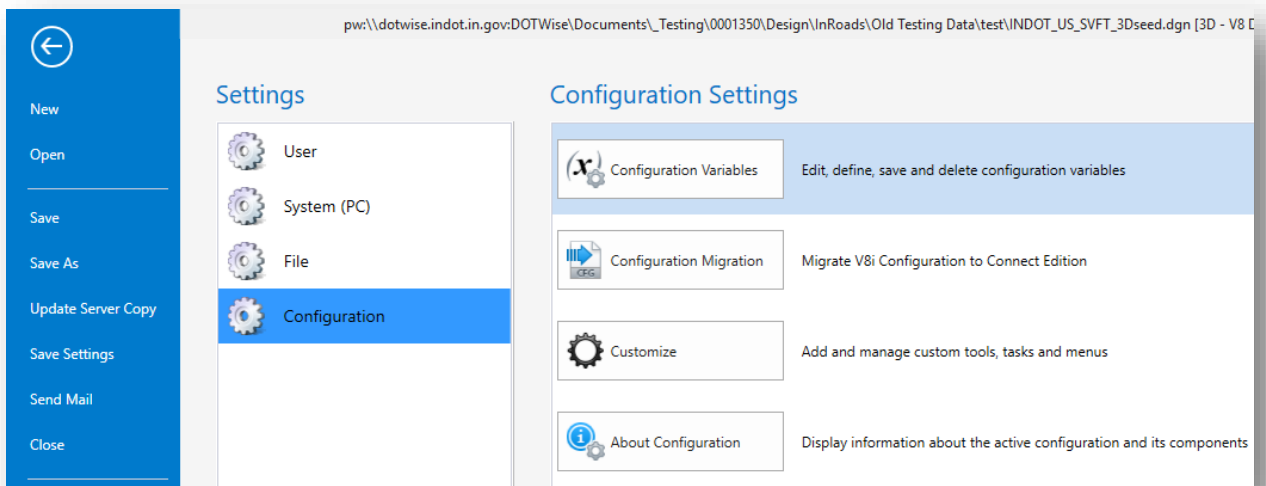 pw:\\dotwise.indot.in.gov:DOTWise\Documents\_Testing\0001350\Design\InRoads\Old Testing Data\test\INDOT_US_SVFT_3Dseed.dgn [3D - V8 D
New
Open
Save
Save As
Update Server Copy
Save Settings
Send Mail
Close
Settings
User
System (PC)
File
Configuration
Configuration Settings
(x) Configuration Variables Edit, define, save and delete configuration variables
CFG Configuration Migration Migrate V8i Configuration to Connect Edition
Customize Add and manage custom tools, tasks and menus
i About Configuration Display information about the active configuration and its components